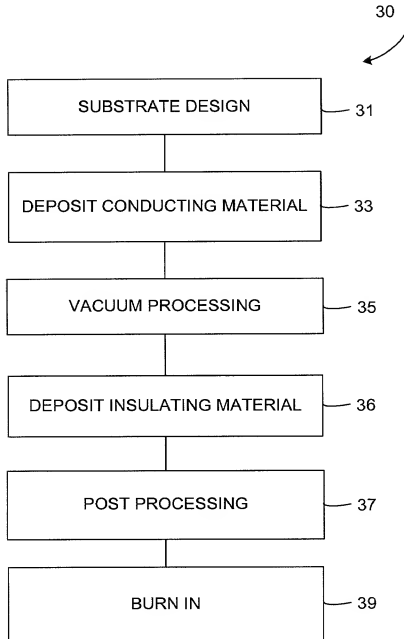 30
SUBSTRATE DESIGN
31
DEPOSIT CONDUCTING MATERIAL
33
VACUUM PROCESSING
35
DEPOSIT INSULATING MATERIAL
36
POST PROCESSING
37
BURN IN
39